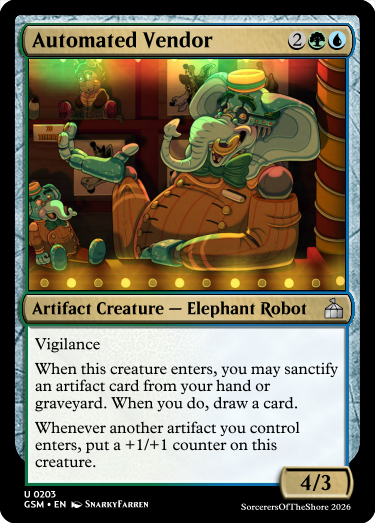 Automated Vendor 2
Artifact Creature — Elephant Robot
Vigilance
When this creature enters, you may sanctify
an artifact card from your hand or
graveyard. When you do, draw a card.
Whenever another artifact you control
enters, put a +1/+1 counter on this
creature.
4/3
U 0203
GSM • EN SnarkyFarren
SorcerersOfTheShore 2026